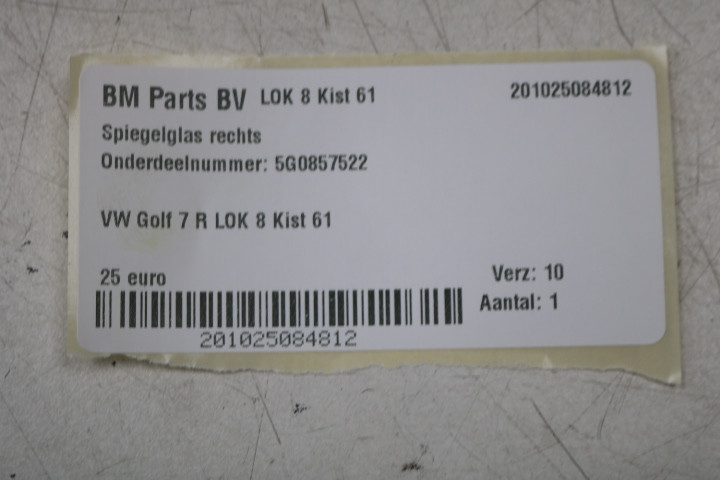 BM Parts BV LOK 8 Kist 61 201025084812
Spiegelglas rechts
Onderdeelnummer: 5G0857522
VW Golf 7 R LOK 8 Kist 61
25 euro Verz: 10
Aantal: 1
201025084812